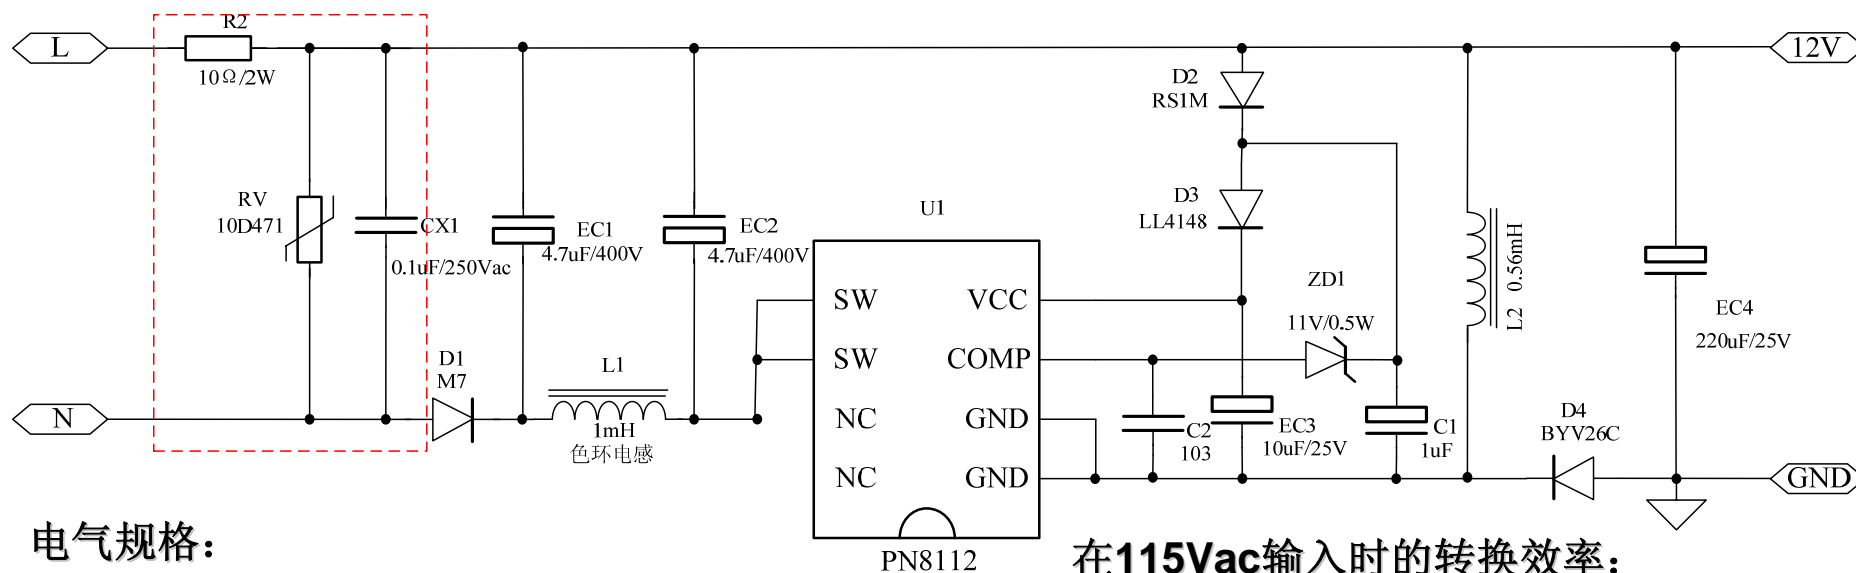 R2
L
10Ω/2W
12V
D2
RS1M
RV
10D471
CX1
0.1uF/250Vac
EC1
4.7uF/400V
EC2
4.7uF/400V
U1
D3
LL4148
SW
VCC
SW
COMP
NC
GND
NC
GND
PN8112
ZD1
11V/0.5W
L2 0.56mH
EC4
220uF/25V
D1
M7
L1
1mH
色环电感
N
C2
103
EC3
10uF/25V
C1
1uF
D4
BYV26C
GND
电气规格：
在115Vac输入时的转换效率：